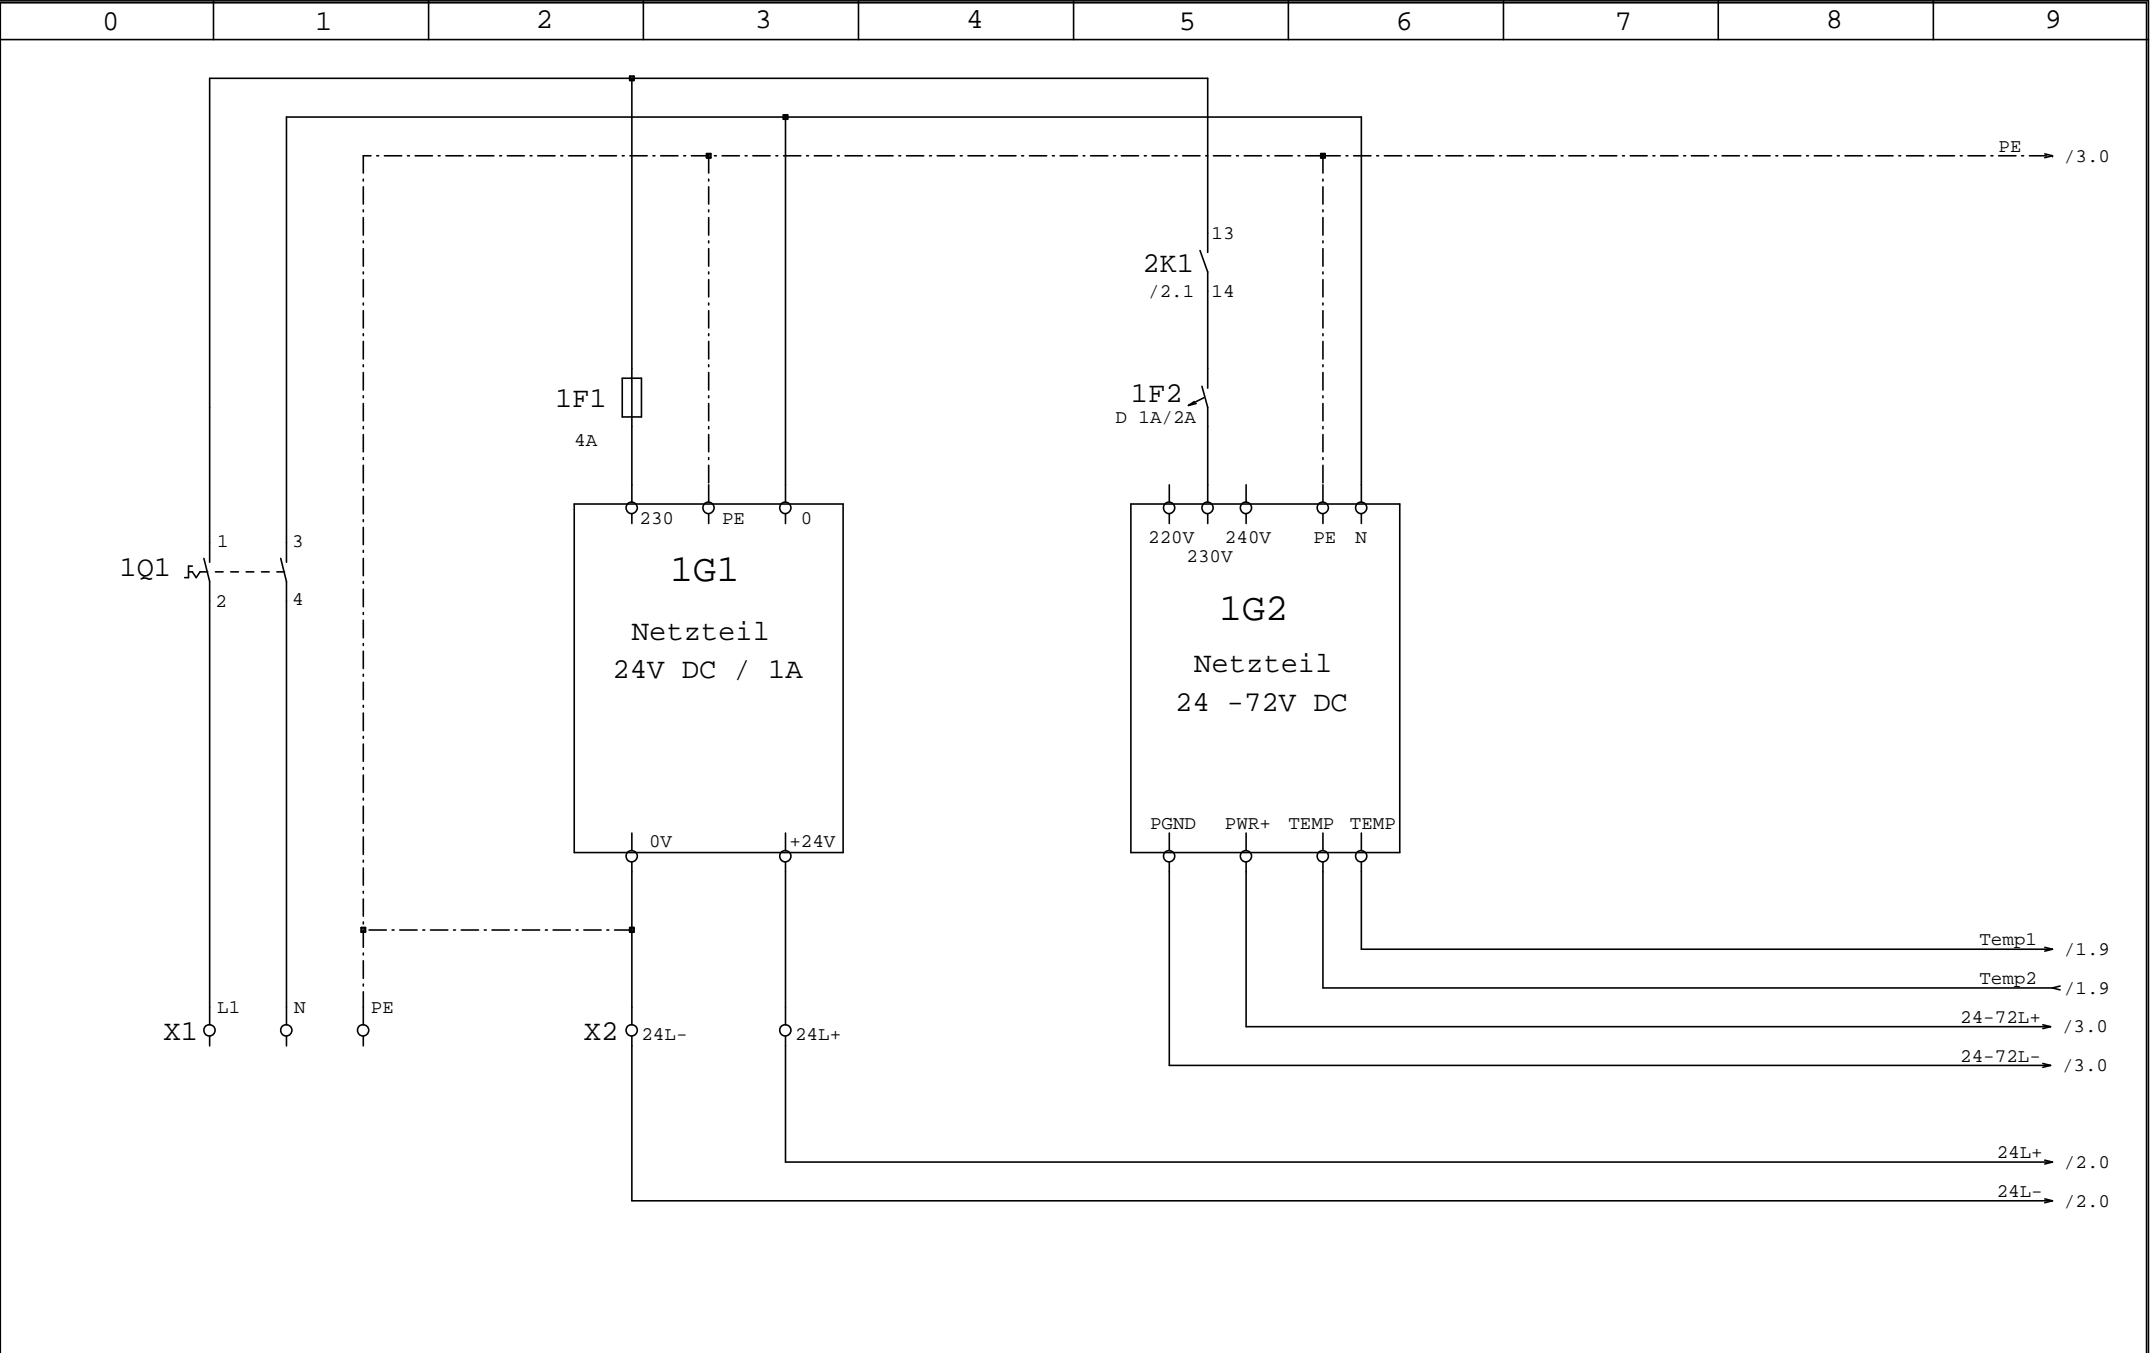 0 1 2 3 4 5 6 7 8 9
PE /3.0
13
2K1
/2.1 14
1F1
4A
1F2
D 1A/2A
230 PE 0
220V 240V PE N
230V
1 3
1Q1
2 4
1G1
Netzteil
24V DC / 1A
1G2
Netzteil
24 -72V DC
0V +24V
PGND PWR+ TEMP TEMP
Temp1 /1.9
Temp2 /1.9
L1 N PE
X1
X2 24L- 24L+
24-72L+ /3.0
24-72L- /3.0
24L+ /2.0
24L- /2.0